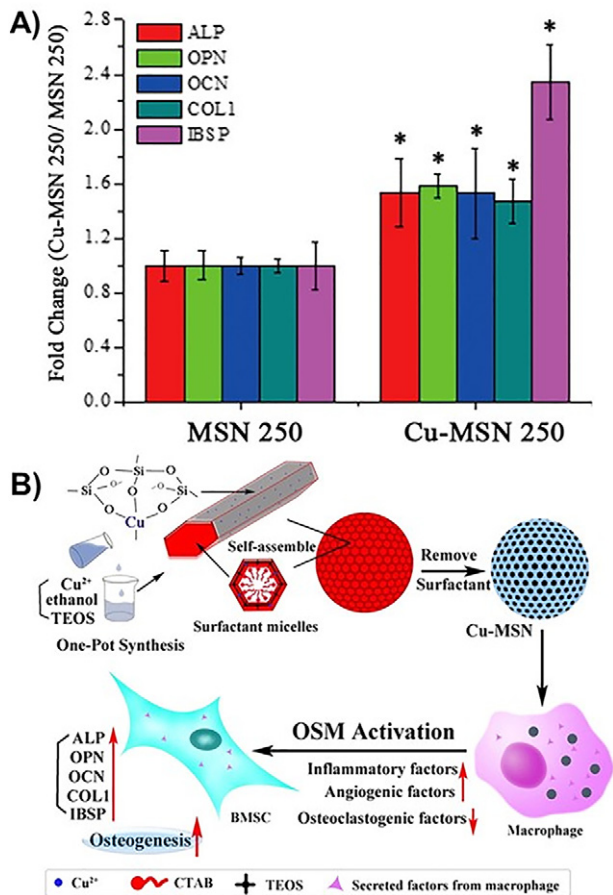 A)
Fold Change (Cu-MSN 250/ MSN 250)
2.8
2.4
2.0
1.6
1.2
0.8
0.4
0.0
ALP
OPN
OCN
COL1
IBSP
* * * * *
MSN 250 Cu-MSN 250
B)
O Si O
Si O O O Si
O O
Cu
Cu²⁺
ethanol
TEOS
One-Pot Synthesis
Self-assemble
Surfactant micelles
Remove
Surfactant
Cu-MSN
OSM Activation
Inflammatory factors
Angiogenic factors
Osteoclastogenic factors
Macrophage
ALP
OPN
OCN
COL1
IBSP
BMSC
Osteogenesis
Cu²⁺ CTAB TEOS Secreted factors from macrophage